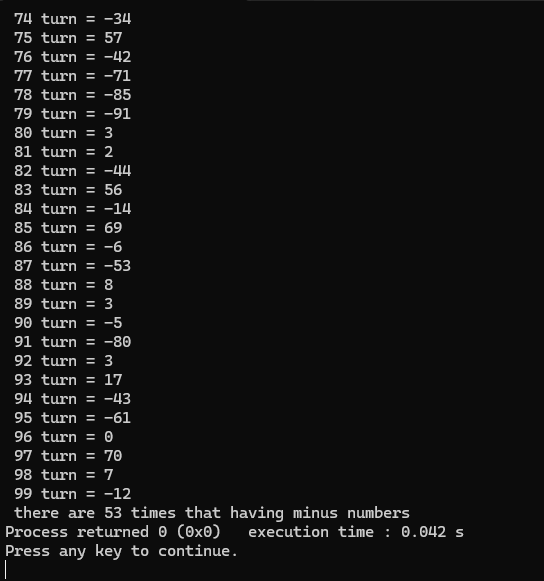 74 turn = -34
75 turn = 57
76 turn = -42
77 turn = -71
78 turn = -85
79 turn = -91
80 turn = 3
81 turn = 2
82 turn = -44
83 turn = 56
84 turn = -14
85 turn = 69
86 turn = -6
87 turn = -53
88 turn = 8
89 turn = 3
90 turn = -5
91 turn = -80
92 turn = 3
93 turn = 17
94 turn = -43
95 turn = -61
96 turn = 0
97 turn = 70
98 turn = 7
99 turn = -12
there are 53 times that having minus numbers
Process returned 0 (0x0)   execution time : 0.042 s
Press any key to continue.